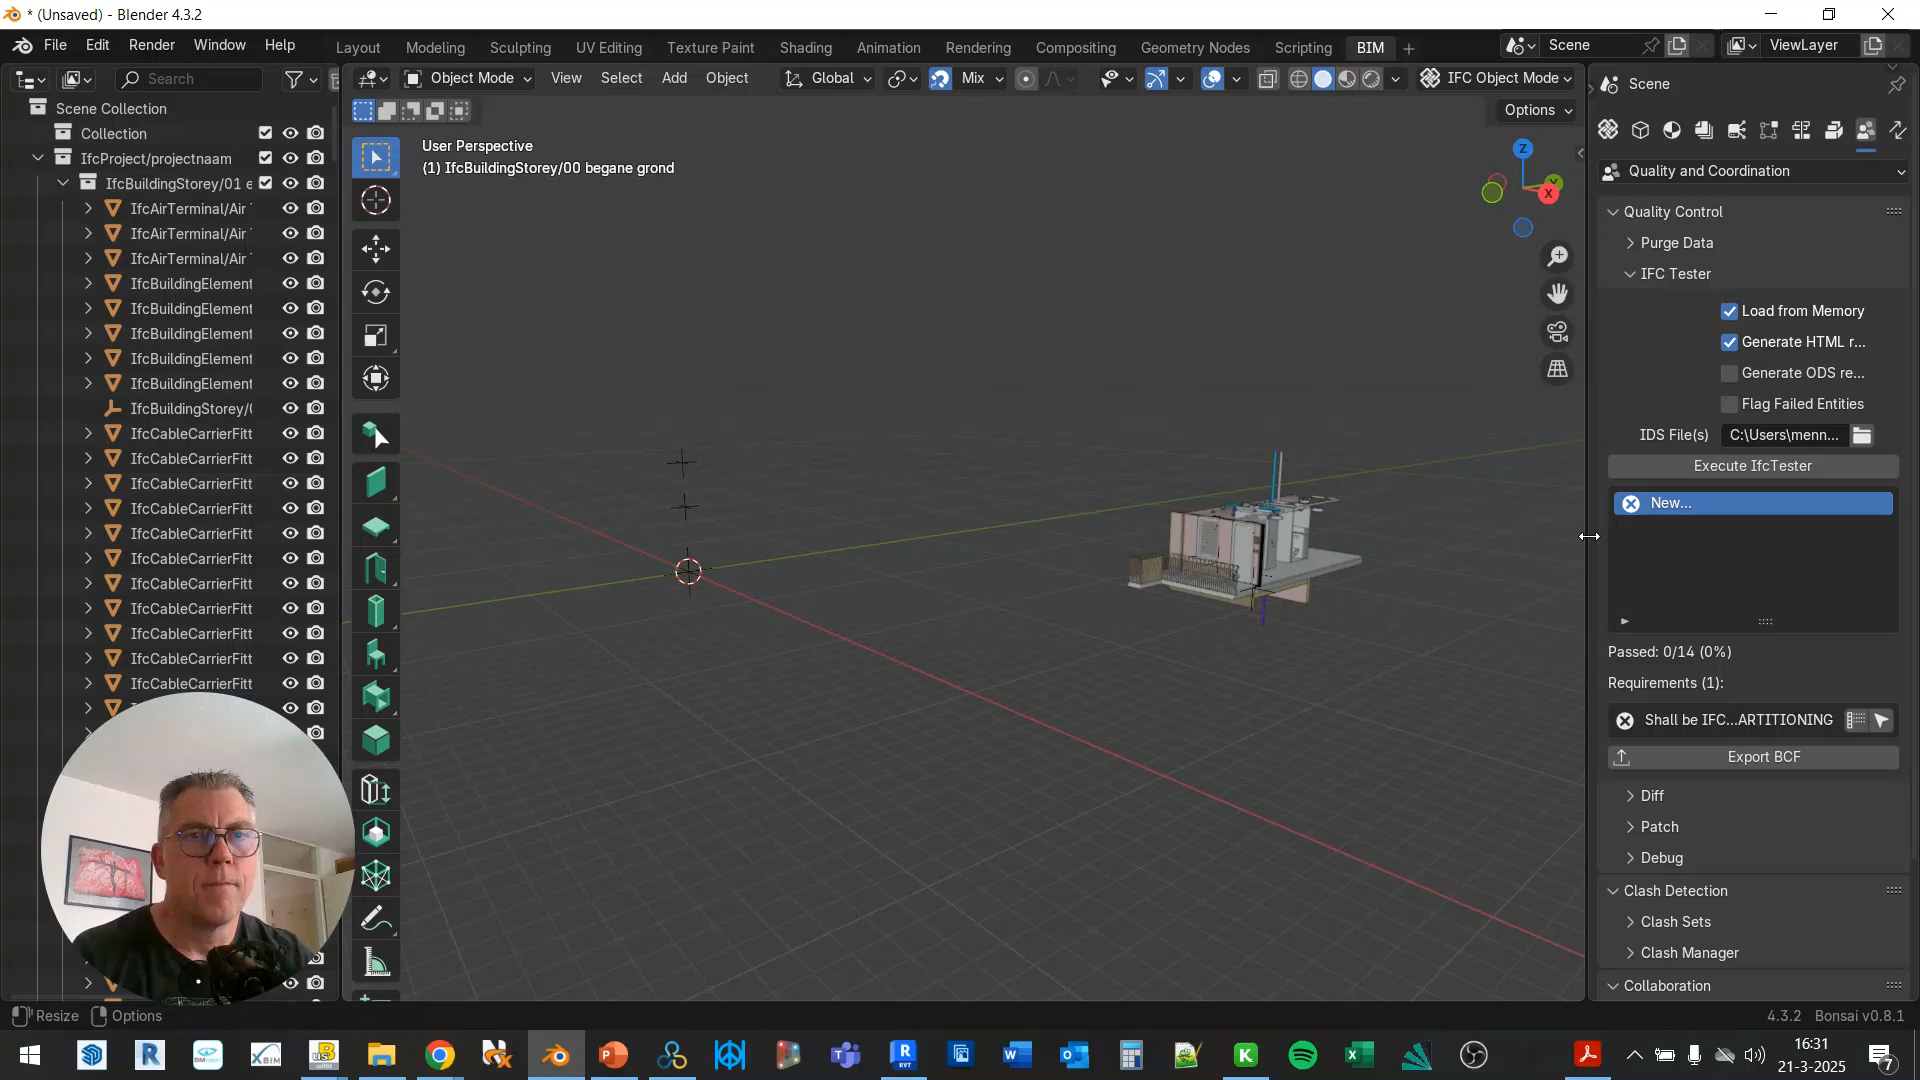 * (Unsaved) - Blender 4.3.2
File Edit Render Window Help
Layout Modeling Sculpting UV Editing Texture Paint Shading Animation Rendering Compositing Geometry Nodes Scripting BIM +
Scene
ViewLayer
Search
Object Mode View Select Add Object
Global
Mix
IFC Object Mode
Options
Scene Collection
Collection
IfcProject/projectnaam
IfcBuildingStorey/01 e
IfcAirTerminal/Air
IfcAirTerminal/Air
IfcAirTerminal/Air
IfcBuildingElement
IfcBuildingElement
IfcBuildingElement
IfcBuildingElement
IfcBuildingElement
IfcBuildingStorey/
IfcCableCarrierFitt
IfcCableCarrierFitt
IfcCableCarrierFitt
IfcCableCarrierFitt
IfcCableCarrierFitt
IfcCableCarrierFitt
IfcCableCarrierFitt
IfcCableCarrierFitt
IfcCableCarrierFitt
IfcCableCarrierFitt
IfcCableCarrierFitt
User Perspective
(1) IfcBuildingStorey/00 begane grond
Z
Y
X
Scene
Quality and Coordination
Quality Control
Purge Data
IFC Tester
Load from Memory
Generate HTML r...
Generate ODS re...
Flag Failed Entities
IDS File(s) C:\Users\menn...
Execute IfcTester
New...
Passed: 0/14 (0%)
Requirements (1):
Shall be IFC...ARTITIONING
Export BCF
Diff
Patch
Debug
Clash Detection
Clash Sets
Clash Manager
Collaboration
Resize Options
4.3.2 Bonsai v0.8.1
16:31
21-3-2025
7